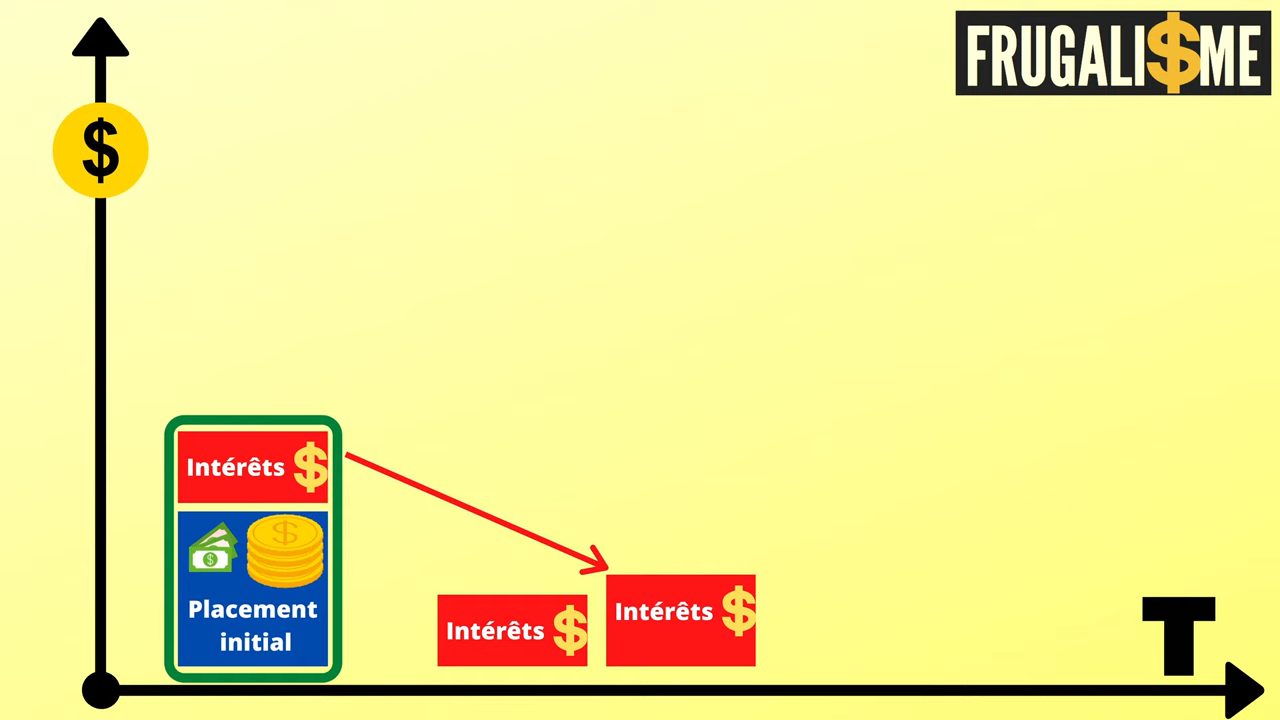 $
FRUGALI$ME
Intérêts $
Placement
initial
Intérêts $
Intérêts $
T